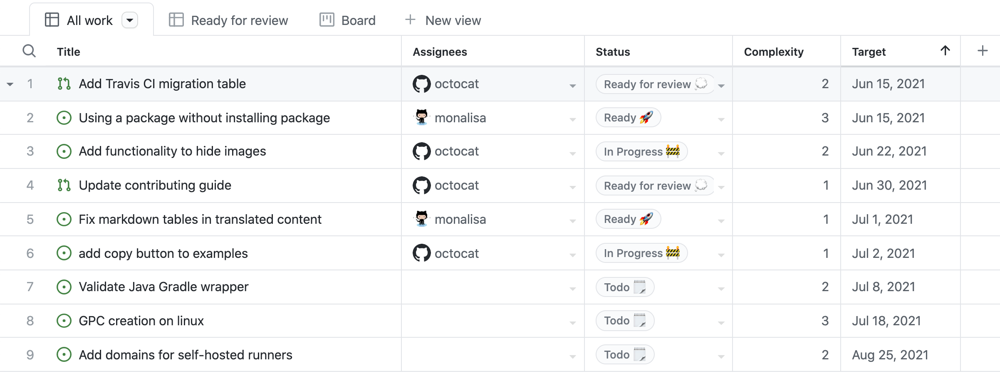 All work Ready for review Board New view
Title Assignees Status Complexity Target
1 Add Travis CI migration table octocat Ready for review 💭 2 Jun 15, 2021
2 Using a package without installing package monalisa Ready 🚀 3 Jun 15, 2021
3 Add functionality to hide images octocat In Progress 🚧 2 Jun 22, 2021
4 Update contributing guide octocat Ready for review 💭 1 Jun 30, 2021
5 Fix markdown tables in translated content monalisa Ready 🚀 1 Jul 1, 2021
6 add copy button to examples octocat In Progress 🚧 1 Jul 2, 2021
7 Validate Java Gradle wrapper Todo 🗒 2 Jul 8, 2021
8 GPC creation on linux Todo 🗒 3 Jul 18, 2021
9 Add domains for self-hosted runners Todo 🗒 2 Aug 25, 2021